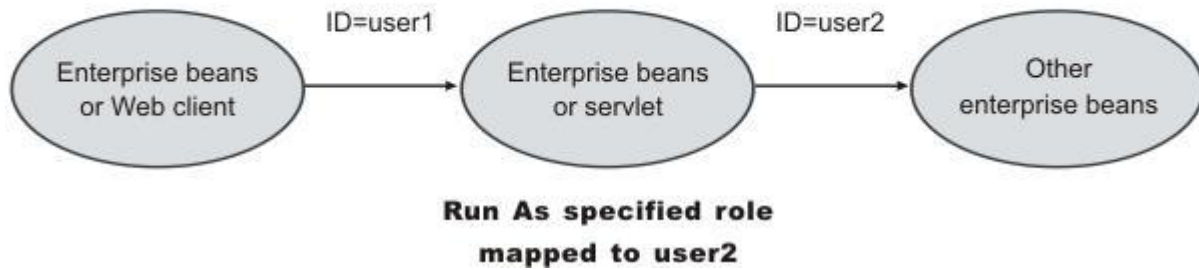 ID=user1
ID=user2
Enterprise beans
or Web client
Enterprise beans
or servlet
Other
enterprise beans
Run As specified role
mapped to user2